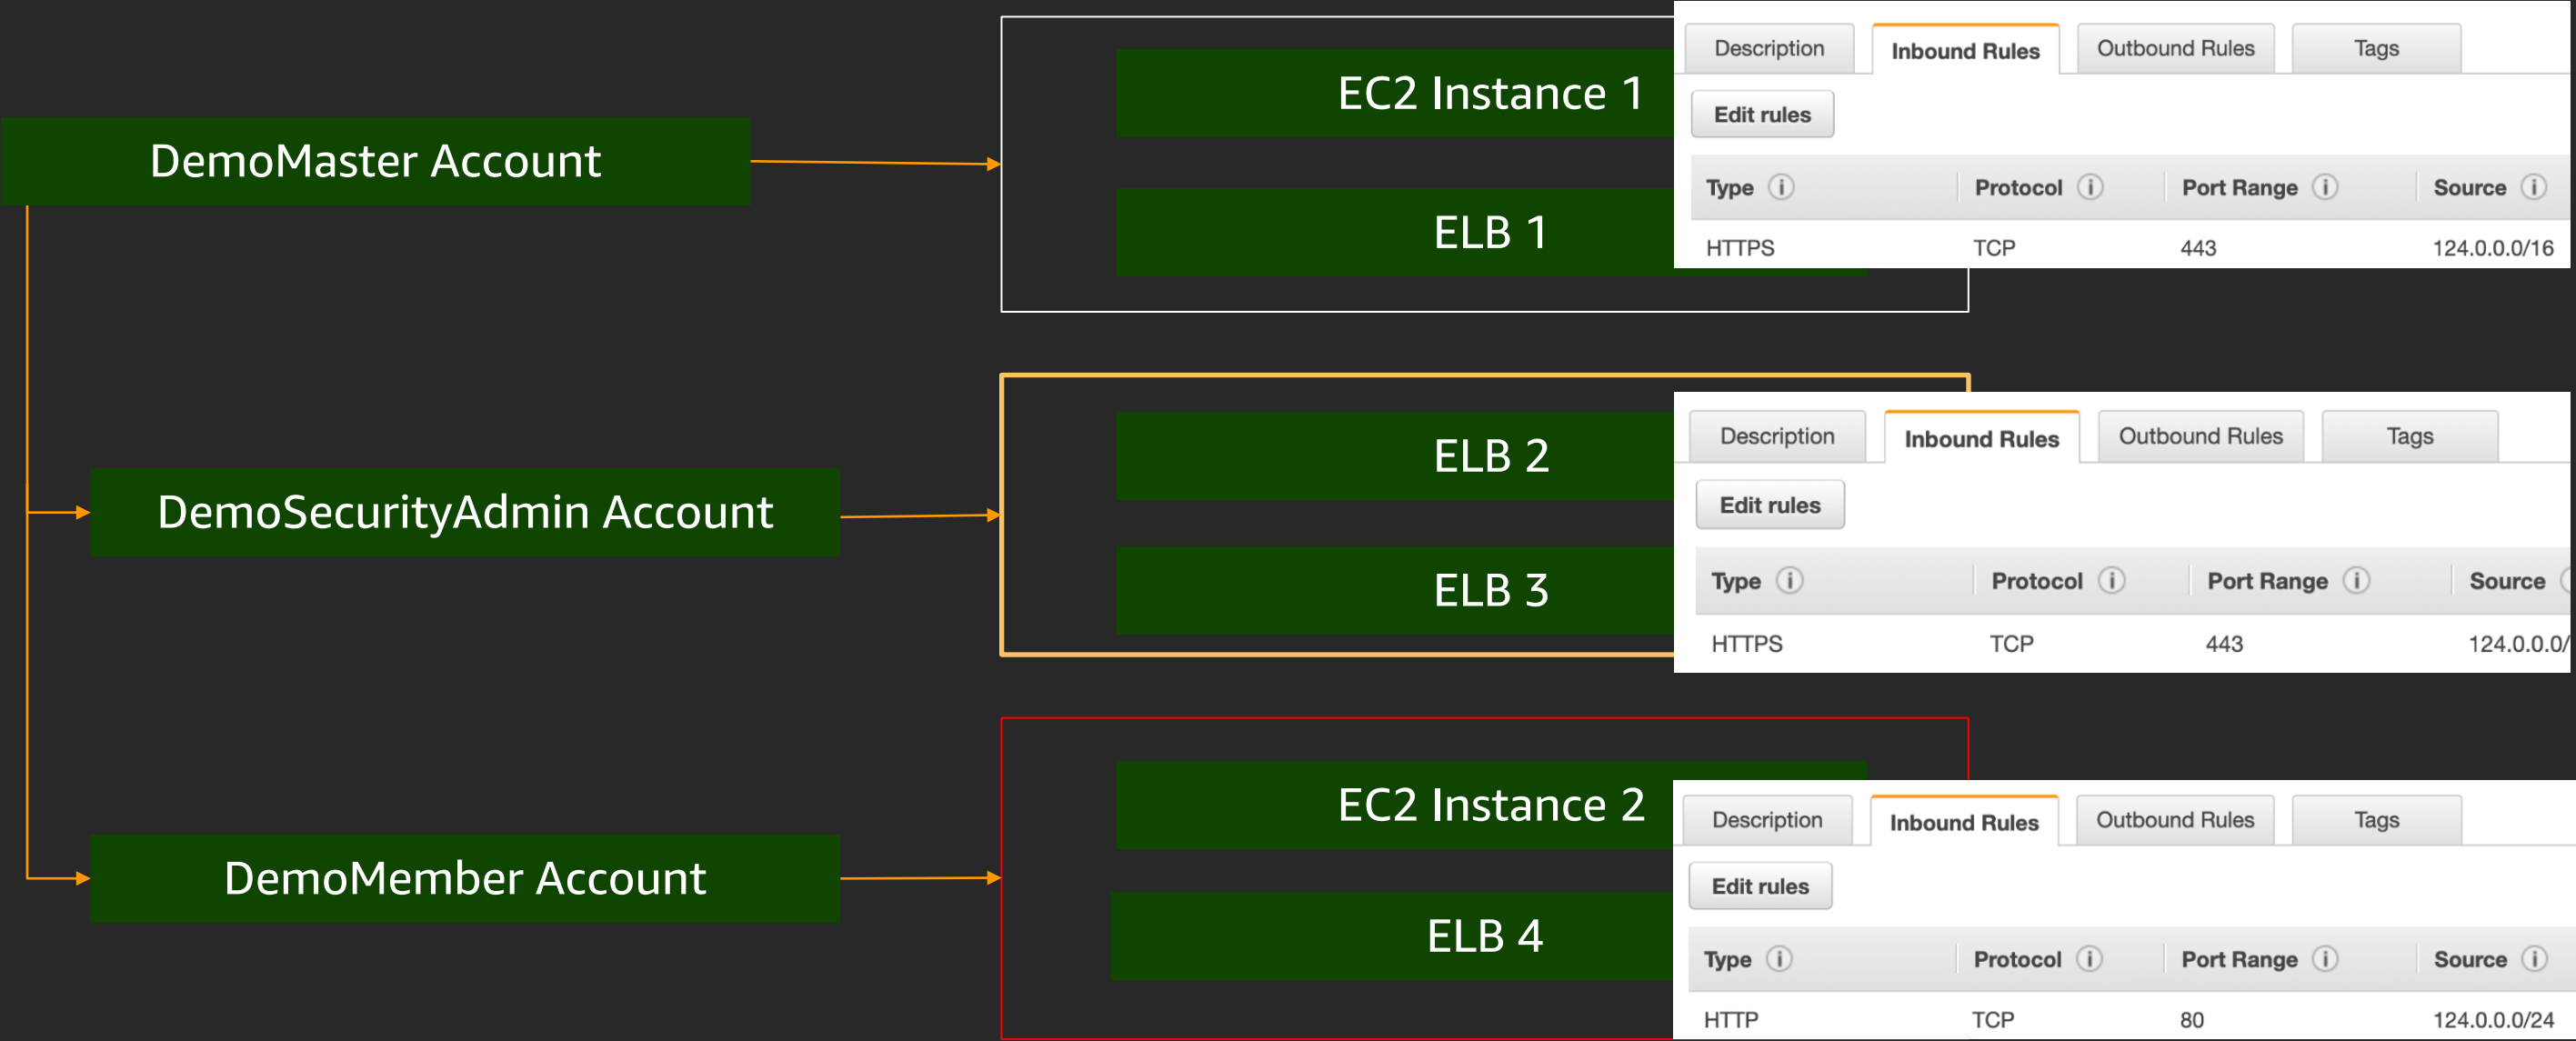 DemoMaster Account
EC2 Instance 1
ELB 1
Description Inbound Rules Outbound Rules Tags
Edit rules
Type Protocol Port Range Source
HTTPS TCP 443 124.0.0.0/16
DemoSecurityAdmin Account
ELB 2
ELB 3
Description Inbound Rules Outbound Rules Tags
Edit rules
Type Protocol Port Range Source
HTTPS TCP 443 124.0.0.0/
DemoMember Account
EC2 Instance 2
ELB 4
Description Inbound Rules Outbound Rules Tags
Edit rules
Type Protocol Port Range Source
HTTP TCP 80 124.0.0.0/24